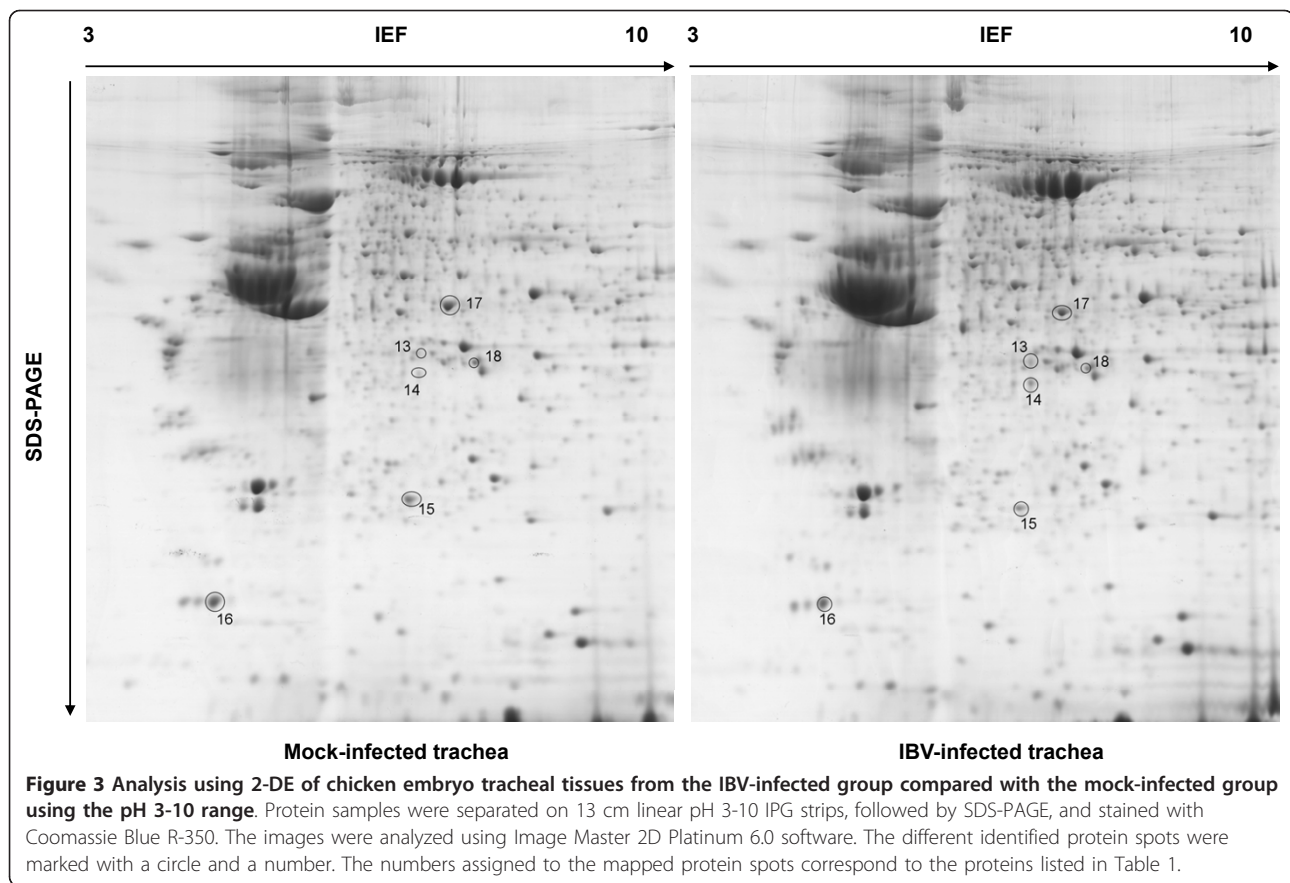 3 IEF 10 3 IEF 10
SDS-PAGE
17 17
13 18 13 18
14 14
15 15
16 16
Mock-infected trachea IBV-infected trachea
Figure 3 Analysis using 2-DE of chicken embryo tracheal tissues from the IBV-infected group compared with the mock-infected group
using the pH 3-10 range. Protein samples were separated on 13 cm linear pH 3-10 IPG strips, followed by SDS-PAGE, and stained with
Coomassie Blue R-350. The images were analyzed using Image Master 2D Platinum 6.0 software. The different identified protein spots were
marked with a circle and a number. The numbers assigned to the mapped protein spots correspond to the proteins listed in Table 1.